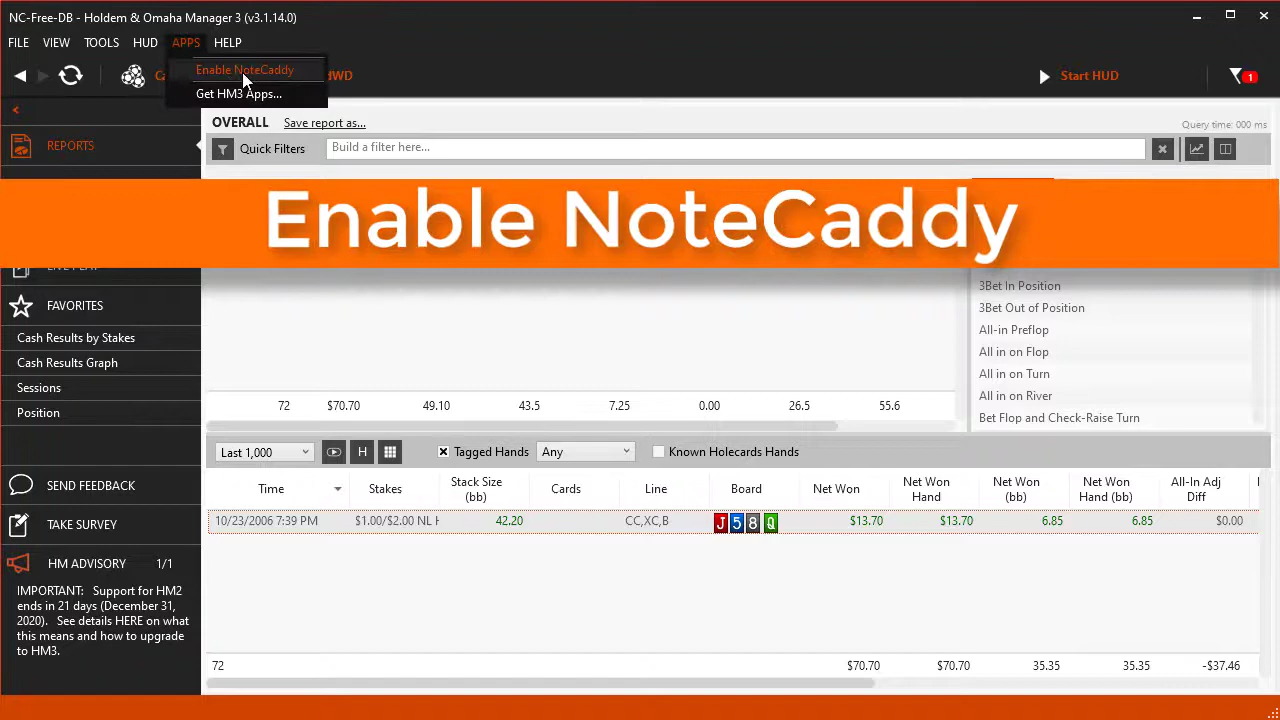 NC-Free-DB - Holdem & Omaha Manager 3 (v3.1.14.0)
FILE VIEW TOOLS HUD APPS HELP
Enable NoteCaddy
Get HM3 Apps...
Start HUD
1
OVERALL Save report as...
Query time: 000 ms
REPORTS
Quick Filters Build a filter here...
Enable NoteCaddy
FAVORITES
Cash Results by Stakes
Cash Results Graph
Sessions
Position
3Bet In Position
3Bet Out of Position
All-in Preflop
All in on Flop
All in on Turn
All in on River
Bet Flop and Check-Raise Turn
72 $70.70 49.10 43.5 7.25 0.00 26.5 55.6
Last 1,000 H Tagged Hands Any Known Holecards Hands
Time Stakes Stack Size (bb) Cards Line Board Net Won Net Won Hand Net Won (bb) Net Won Hand (bb) All-In Adj Diff
10/23/2006 7:39 PM $1.00/$2.00 NL 42.20 CC,XC,B J 5 8 Q $13.70 $13.70 6.85 6.85 $0.00
SEND FEEDBACK
TAKE SURVEY
HM ADVISORY 1/1
IMPORTANT: Support for HM2
ends in 21 days (December 31,
2020). See details HERE on what
this means and how to upgrade
to HM3.
72 $70.70 $70.70 35.35 35.35 -$37.46